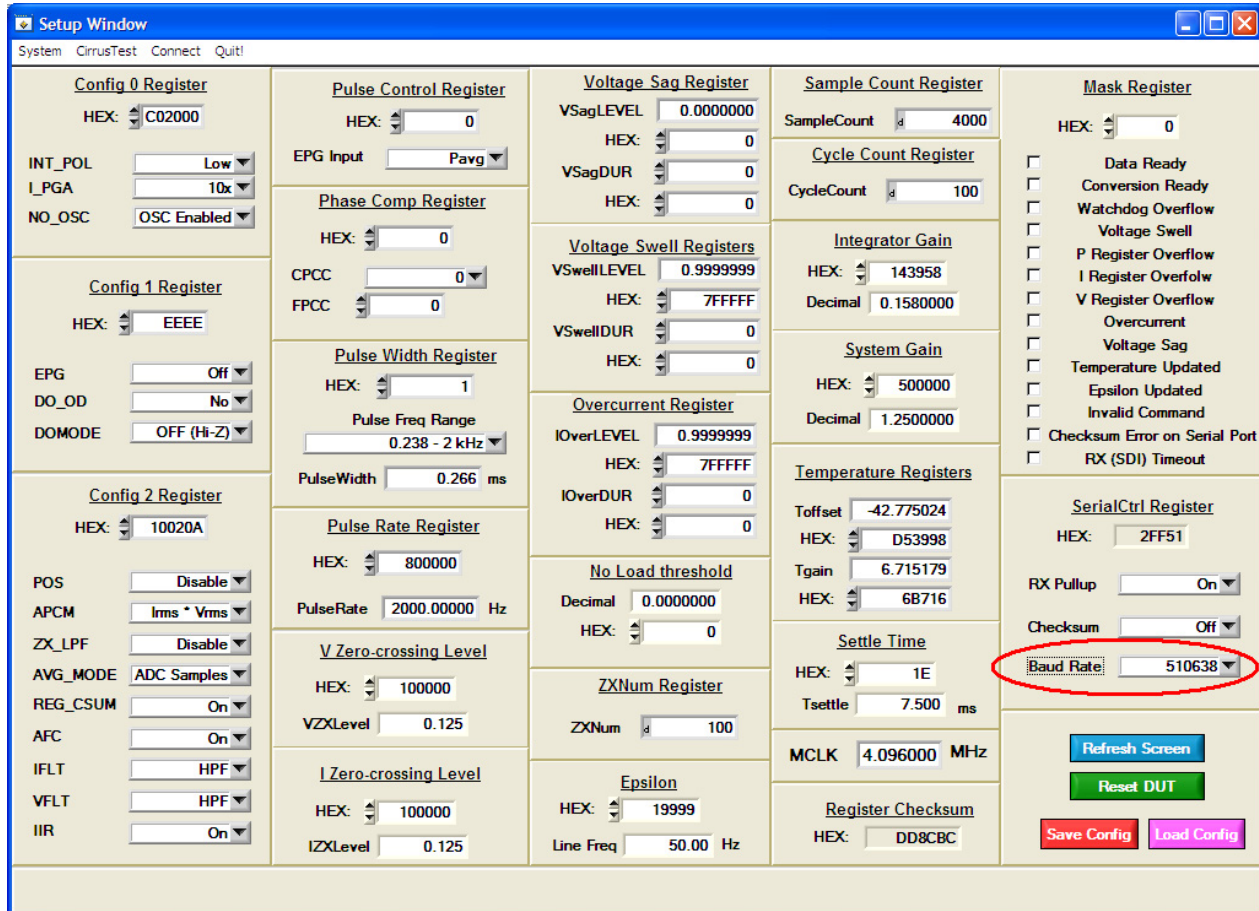 Setup Window
System CirrusTest Connect Quit!
Config 0 Register
HEX: C02000
INT_POL Low
I_PGA 10x
NO_OSC OSC Enabled
Config 1 Register
HEX: EEEE
EPG Off
DO_OD No
DOMODE OFF (Hi-Z)
Config 2 Register
HEX: 10020A
POS Disable
APCM Irms * Vrms
ZX_LPF Disable
AVG_MODE ADC Samples
REG_CSUM On
AFC On
IFLT HPF
VFLT HPF
IIR On
Pulse Control Register
HEX: 0
EPG Input Pavg
Phase Comp Register
HEX: 0
CPCC 0
FPCC 0
Pulse Width Register
HEX: 1
Pulse Freq Range
0.238 - 2 kHz
PulseWidth 0.266 ms
Pulse Rate Register
HEX: 800000
PulseRate 2000.00000 Hz
V Zero-crossing Level
HEX: 100000
VZXLevel 0.125
I Zero-crossing Level
HEX: 100000
IZXLevel 0.125
Voltage Sag Register
VSagLEVEL 0.0000000
HEX: 0
VSagDUR 0
HEX: 0
Voltage Swell Registers
VSwellLEVEL 0.9999999
HEX: 7FFFFF
VSwellDUR 0
HEX: 0
Overcurrent Register
IOverLEVEL 0.9999999
HEX: 7FFFFF
IOverDUR 0
HEX: 0
No Load threshold
Decimal 0.0000000
HEX: 0
ZXNum Register
ZXNum d 100
Epsilon
HEX: 19999
Line Freq 50.00 Hz
Sample Count Register
SampleCount d 4000
Cycle Count Register
CycleCount d 100
Integrator Gain
HEX: 143958
Decimal 0.1580000
System Gain
HEX: 500000
Decimal 1.2500000
Temperature Registers
Toffset -42.775024
HEX: D53998
Tgain 6.715179
HEX: 6B716
Settle Time
HEX: 1E
Tsettle 7.500 ms
MCLK 4.096000 MHz
Register Checksum
HEX: DD8CBC
Mask Register
HEX: 0
Data Ready
Conversion Ready
Watchdog Overflow
Voltage Swell
P Register Overflow
I Register Overfolw
V Register Overflow
Overcurrent
Voltage Sag
Temperature Updated
Epsilon Updated
Invalid Command
Checksum Error on Serial Port
RX (SDI) Timeout
SerialCtrl Register
HEX: 2FF51
RX Pullup On
Checksum Off
Baud Rate 510638
Refresh Screen
Reset DUT
Save Config Load Config